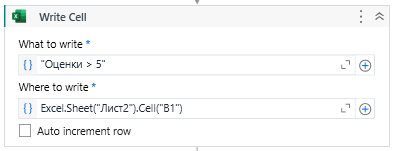 Write Cell
What to write *
{ } "Оценки > 5"
Where to write *
{ } Excel.Sheet("Лист2").Cell("B1")
Auto increment row